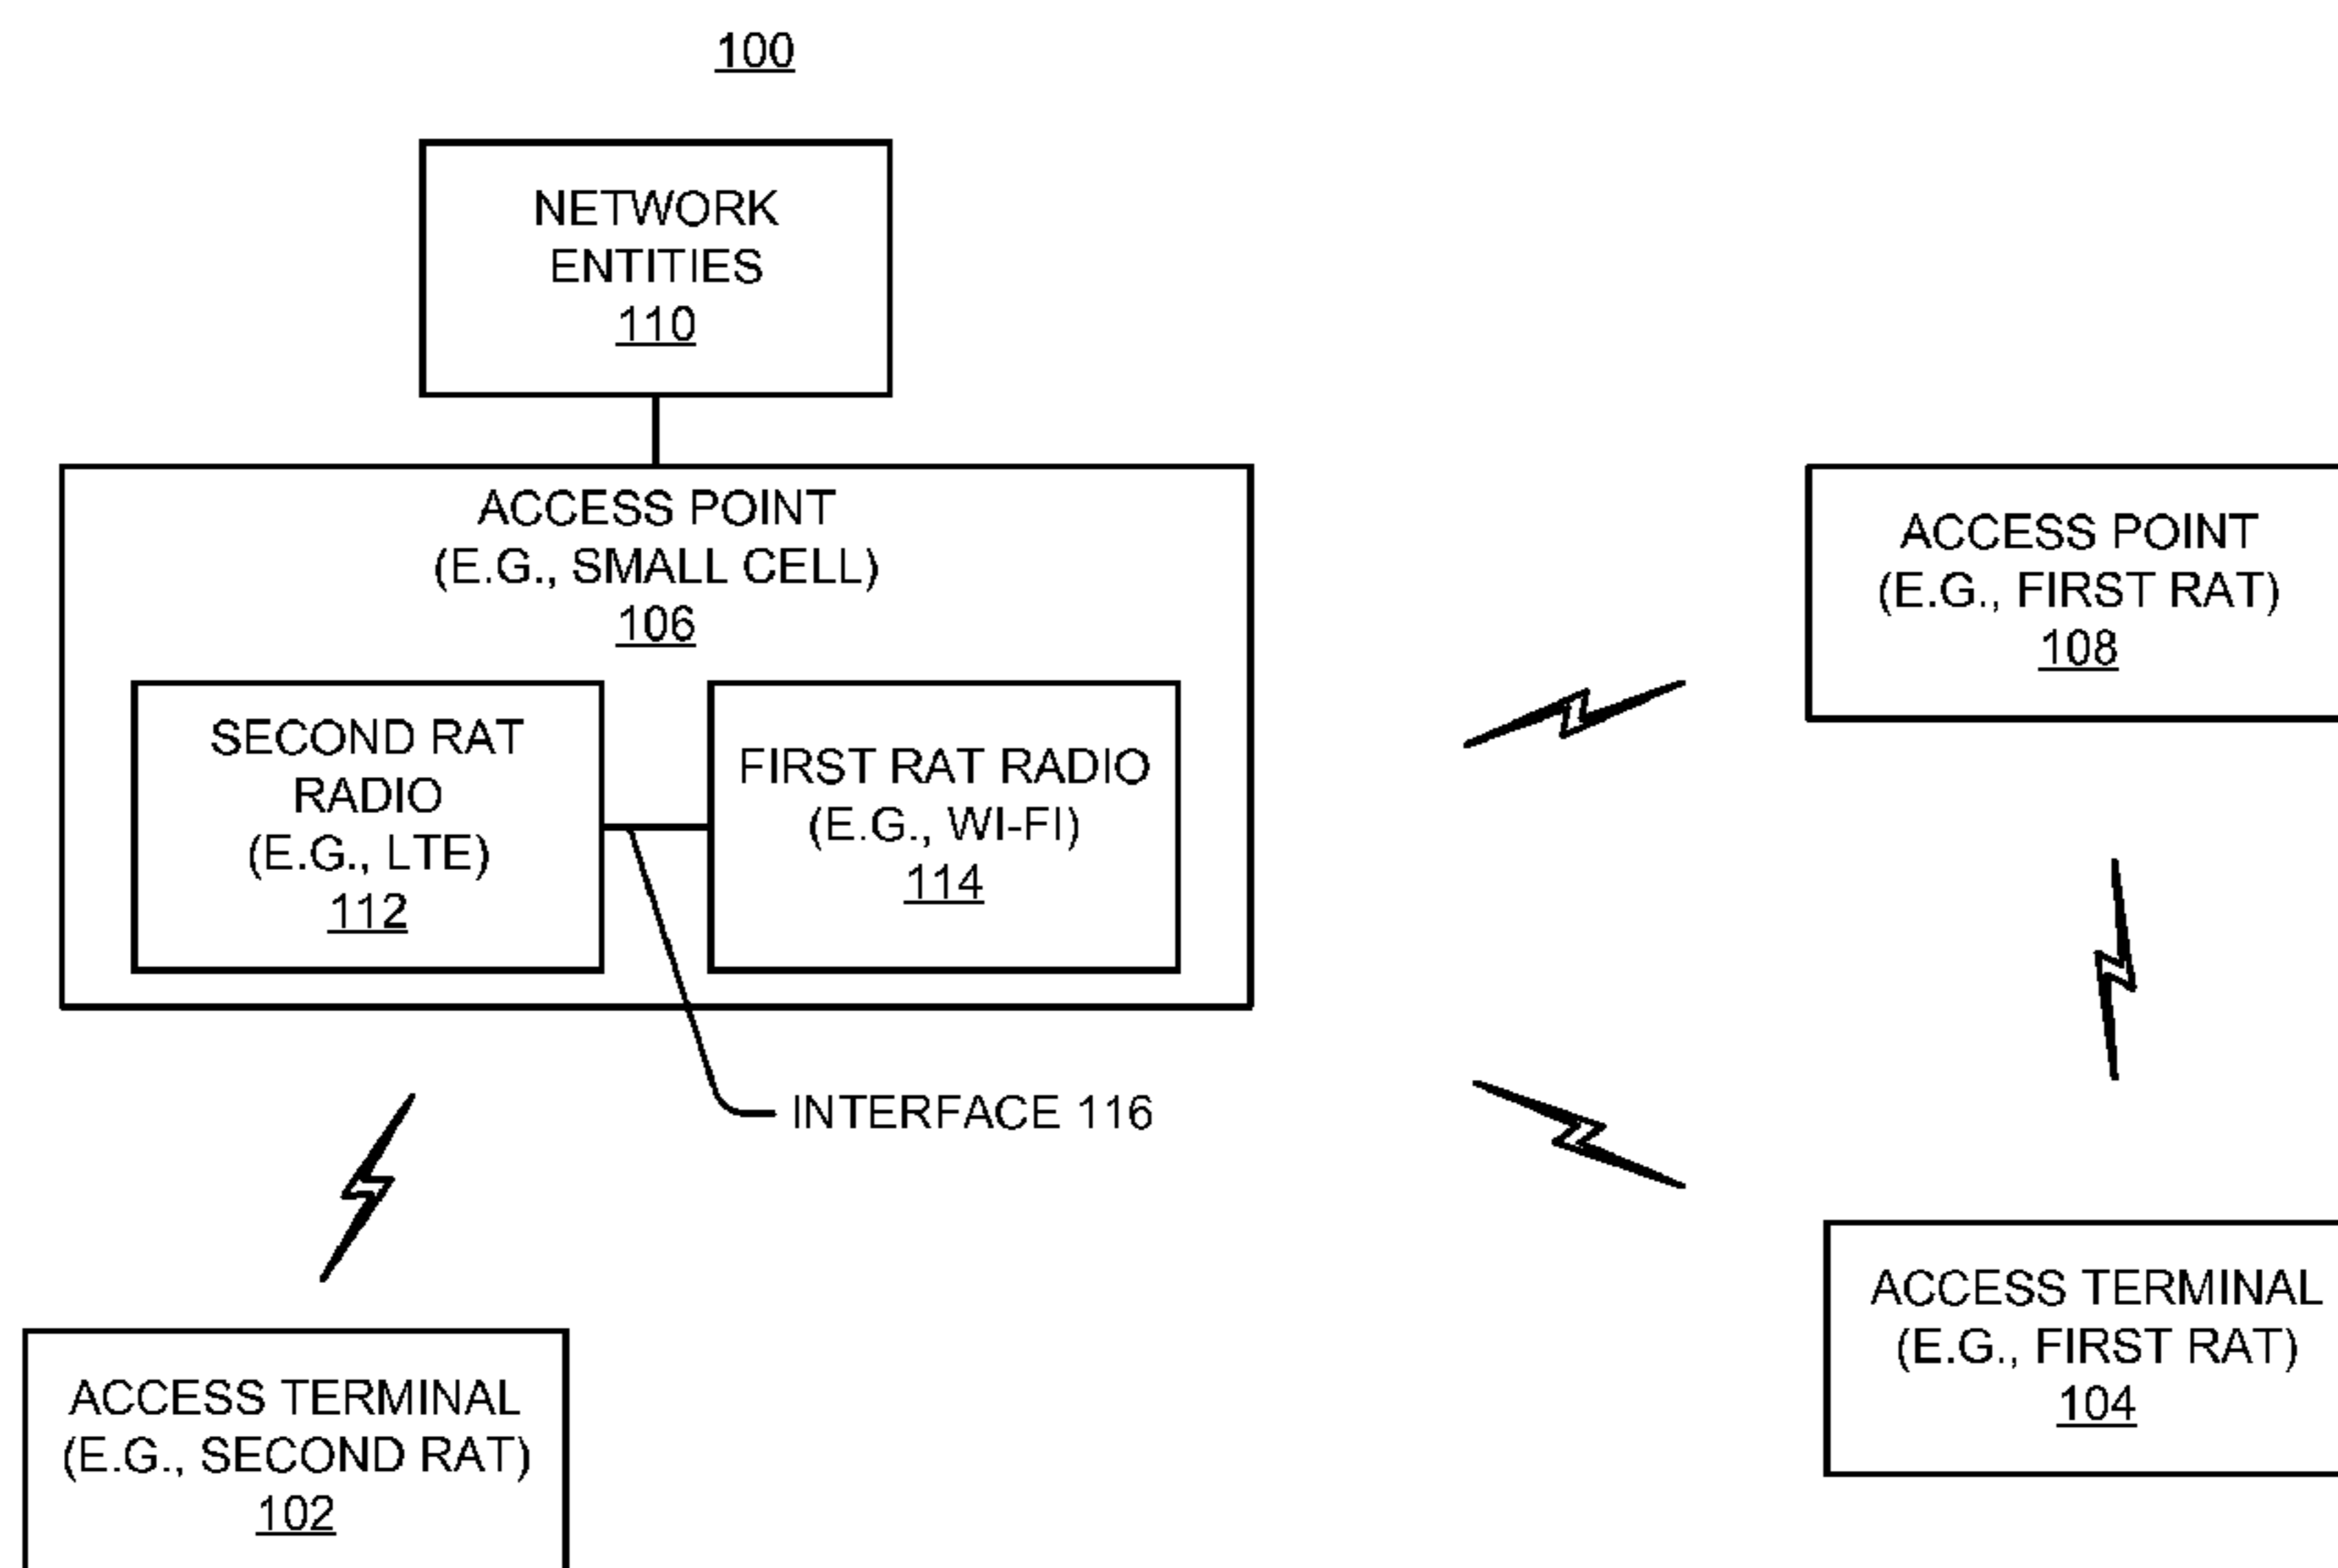 100
NETWORK
ENTITIES
110
ACCESS POINT
(E.G., SMALL CELL)
106
SECOND RAT
RADIO
(E.G., LTE)
112
FIRST RAT RADIO
(E.G., WI-FI)
114
INTERFACE 116
ACCESS POINT
(E.G., FIRST RAT)
108
ACCESS TERMINAL
(E.G., SECOND RAT)
102
ACCESS TERMINAL
(E.G., FIRST RAT)
104